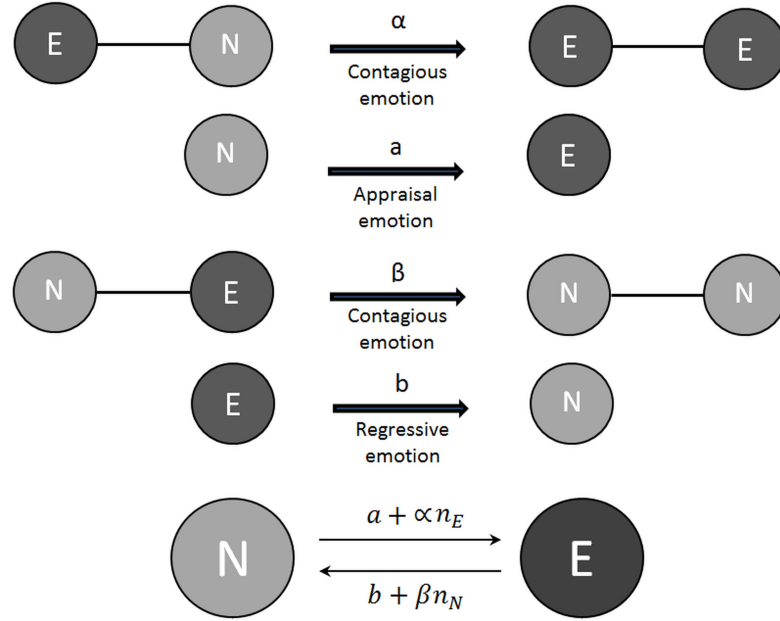 E N α E E
Contagious
emotion
N a E
Appraisal
emotion
N E β N N
Contagious
emotion
E b N
Regressive
emotion
N a + ∝n_E E
b + βn_N